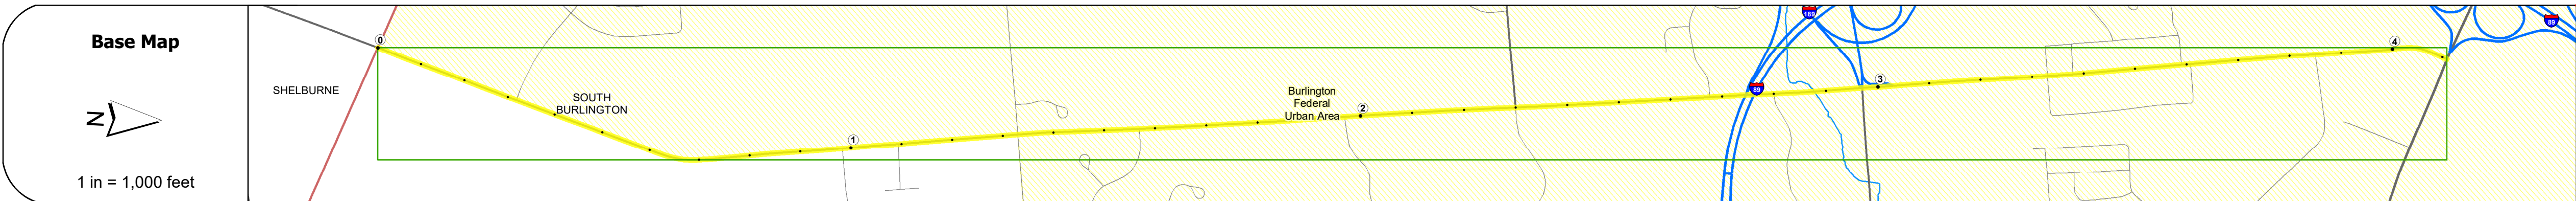 Base Map
N
1 in = 1,000 feet
SHELBURNE
0
SOUTH
BURLINGTON
1
Burlington
Federal
Urban Area
2
89
189
3
4
89